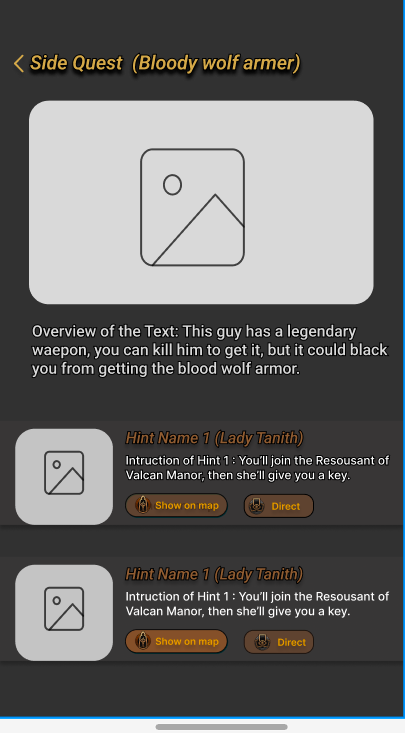 Side Quest (Bloody wolf armer)
Overview of the Text: This guy has a legendary
waepon, you can kill him to get it, but it could black
you from getting the blood wolf armor.
Hint Name 1 (Lady Tanith)
Intruction of Hint 1 : You'll join the Resousant of
Valcan Manor, then she'll give you a key.
Show on map
Direct
Hint Name 1 (Lady Tanith)
Intruction of Hint 1 : You'll join the Resousant of
Valcan Manor, then she'll give you a key.
Show on map
Direct